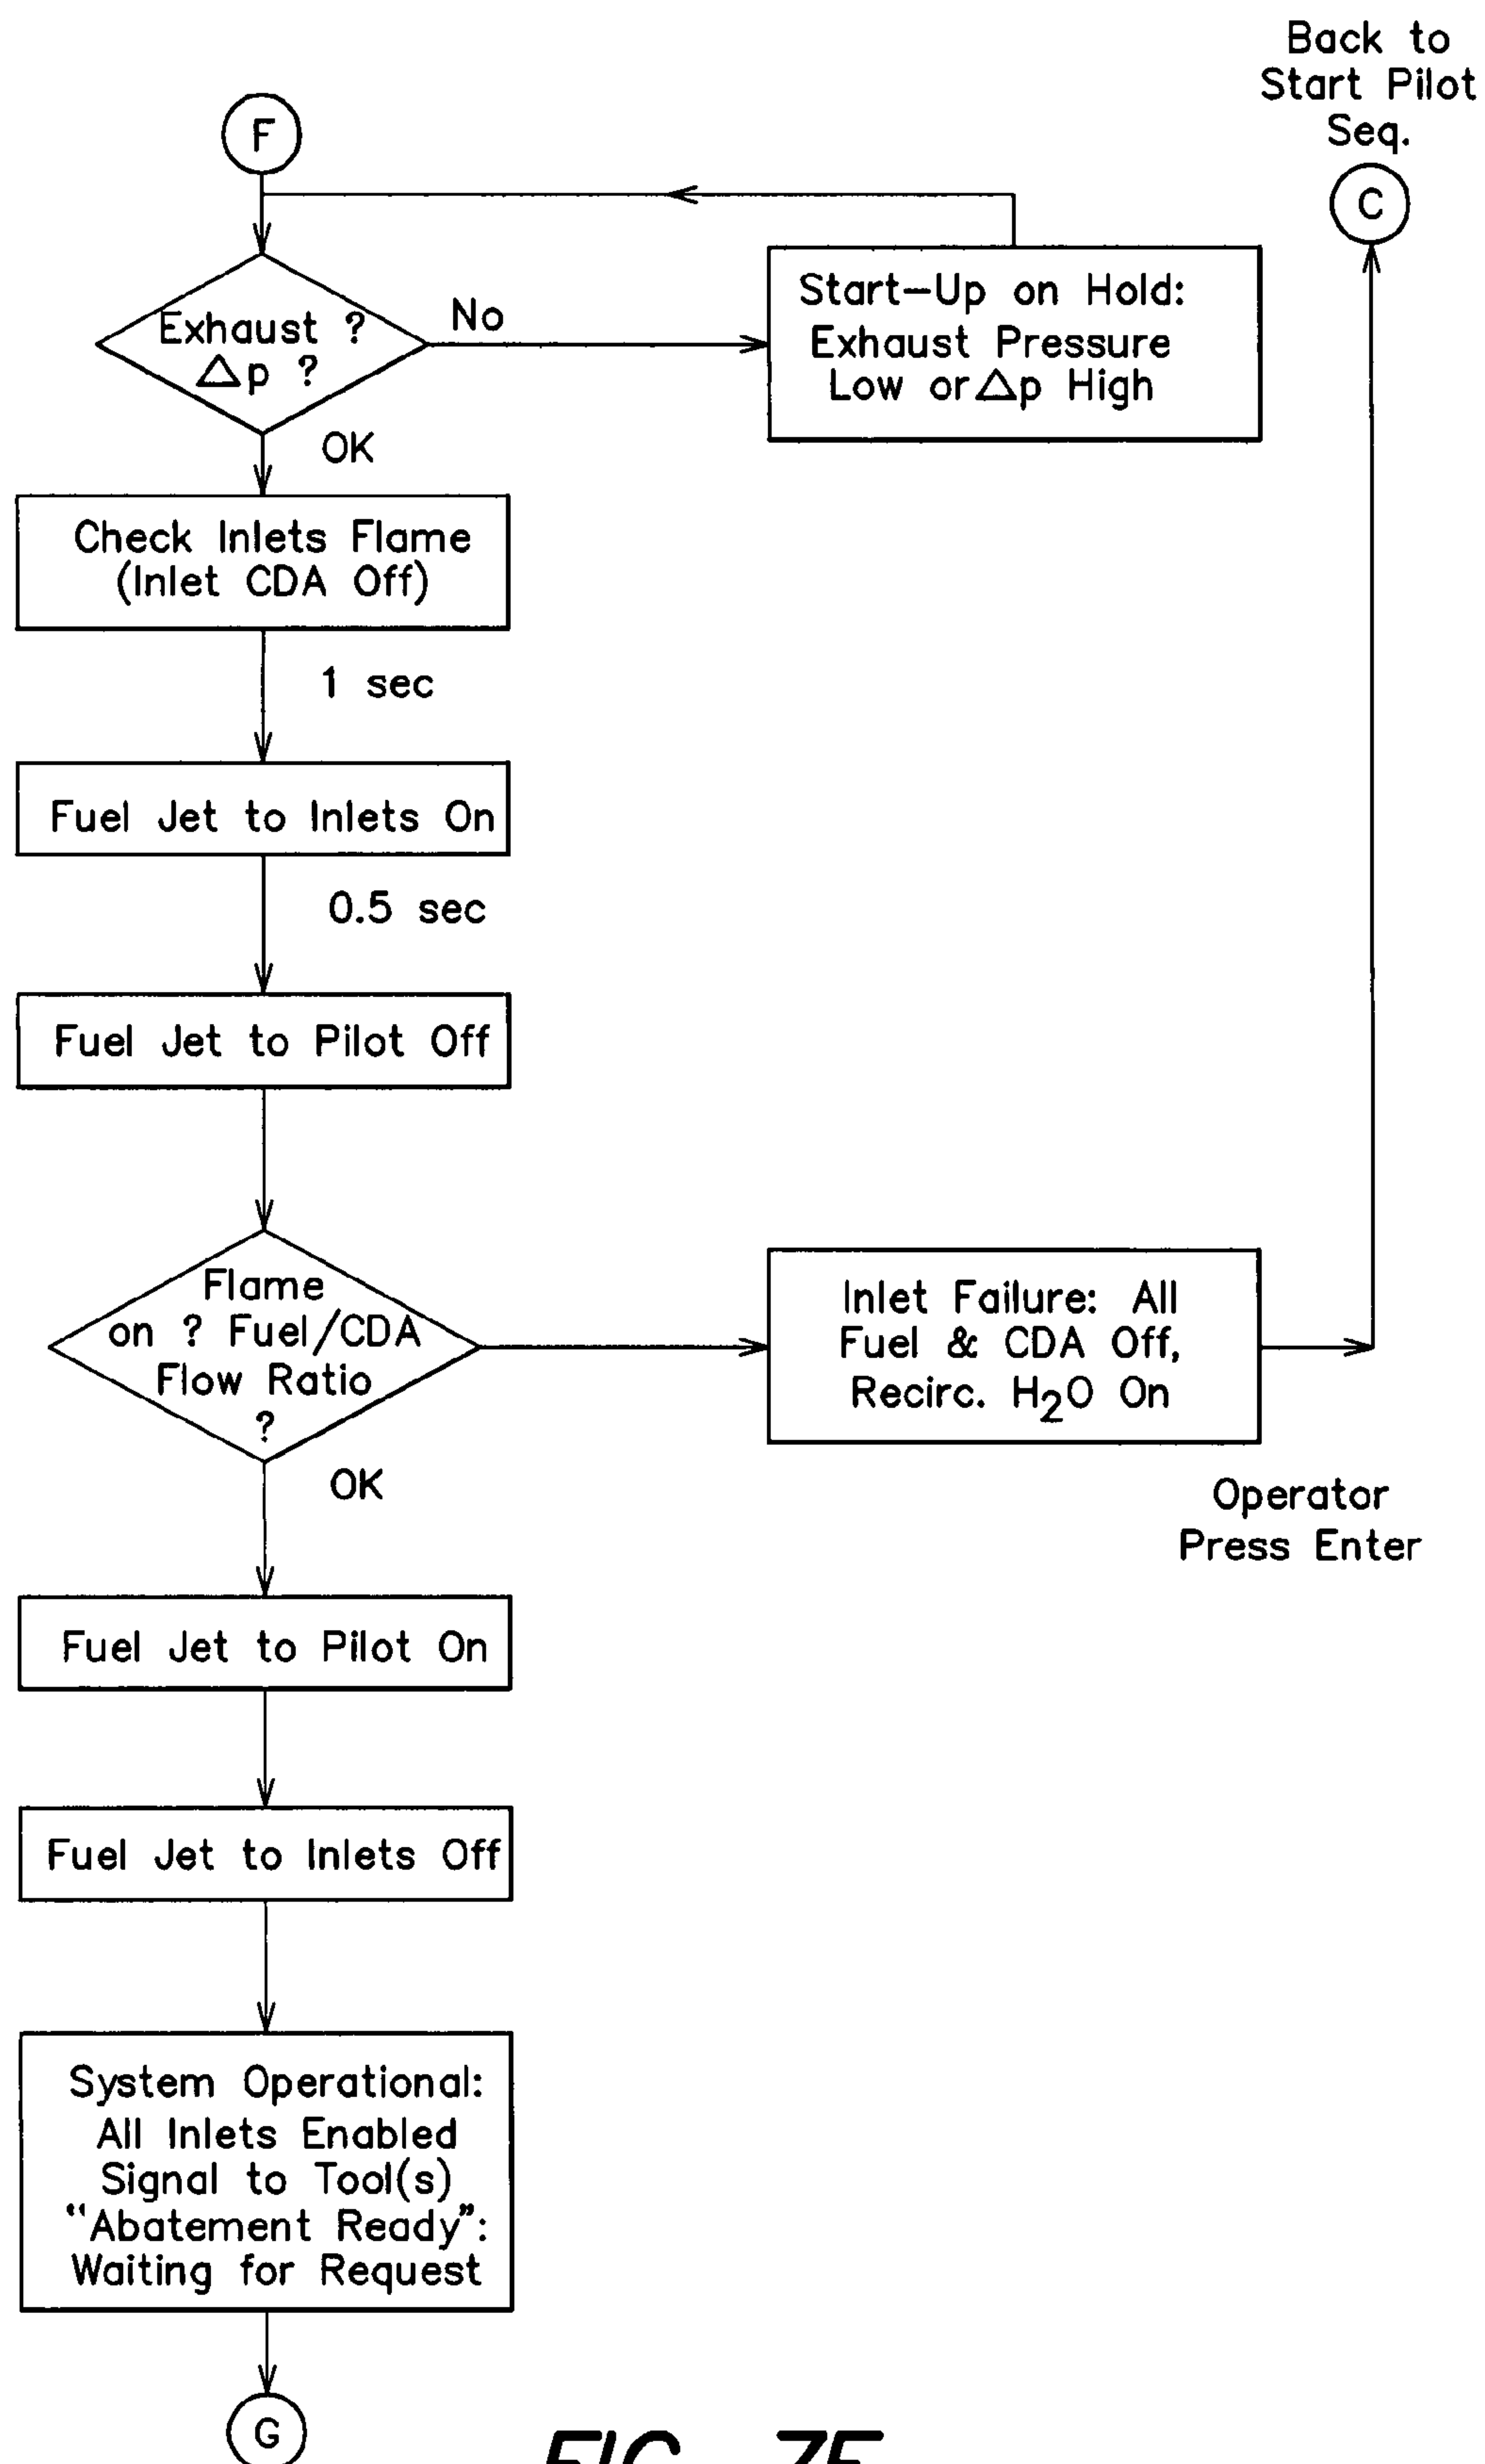 Back to
Start Pilot
Seq.
C
F
Exhaust ?
Δp ?
No
Start-Up on Hold:
Exhaust Pressure
Low or Δp High
OK
Check Inlets Flame
(Inlet CDA Off)
1 sec
Fuel Jet to Inlets On
0.5 sec
Fuel Jet to Pilot Off
Flame
on ? Fuel/CDA
Flow Ratio
?
Inlet Failure: All
Fuel & CDA Off,
Recirc. H₂O On
OK
Operator
Press Enter
Fuel Jet to Pilot On
Fuel Jet to Inlets Off
System Operational:
All Inlets Enabled
Signal to Tool(s)
“Abatement Ready”:
Waiting for Request
G